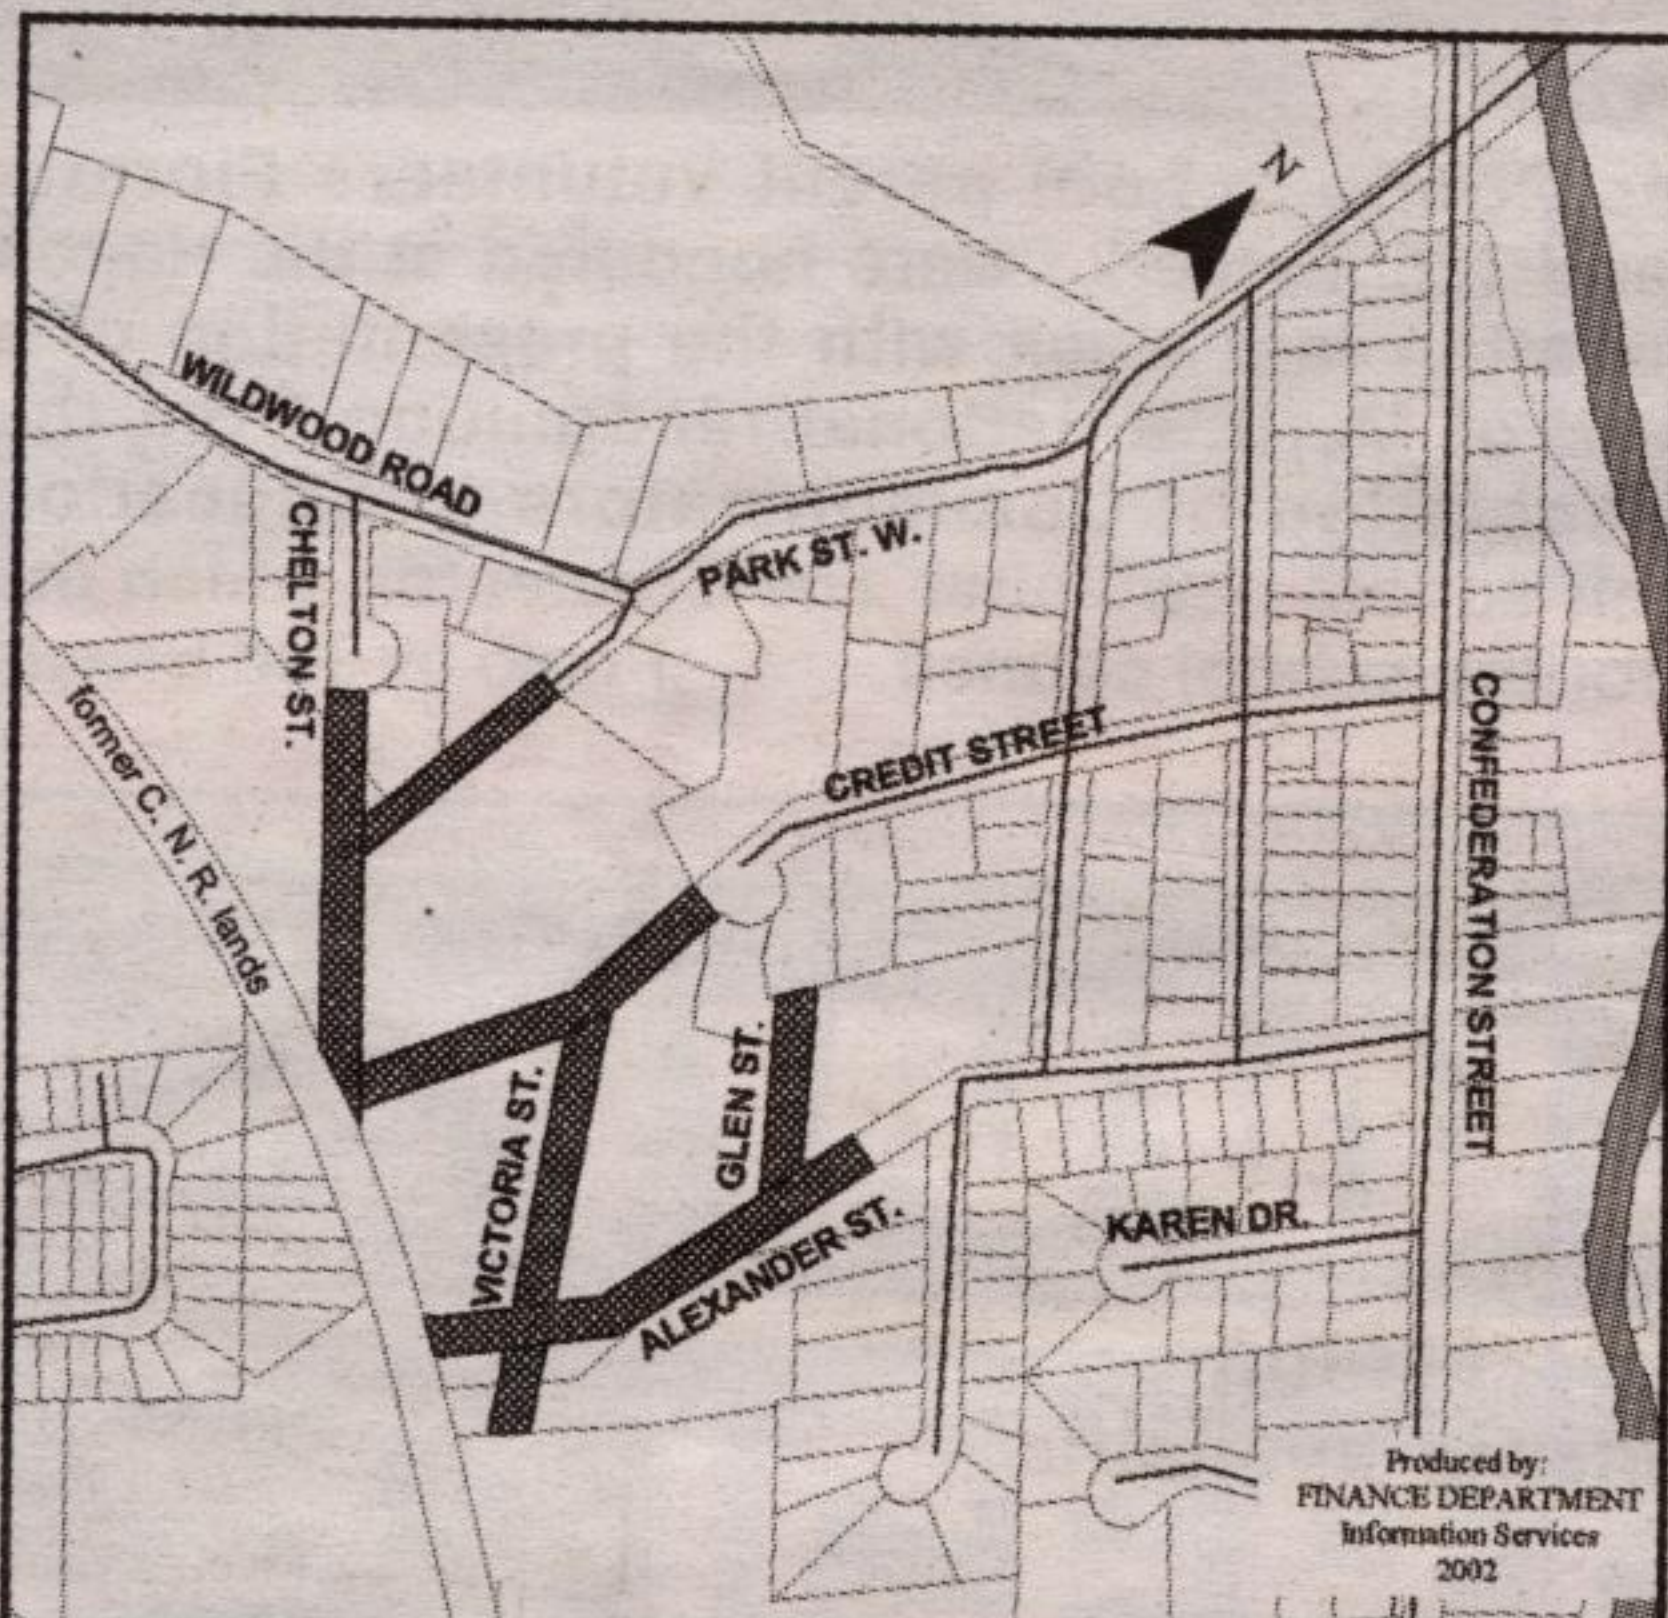 N
WILDWOOD ROAD
CHELTON ST.
PARK ST. W.
former C. N. R. lands
CREDIT STREET
CONFEDERATION STREET
VICTORIA ST.
GLEN ST.
ALEXANDER ST.
KAREN DR.
Produced by:
FINANCE DEPARTMENT
Information Services
2002